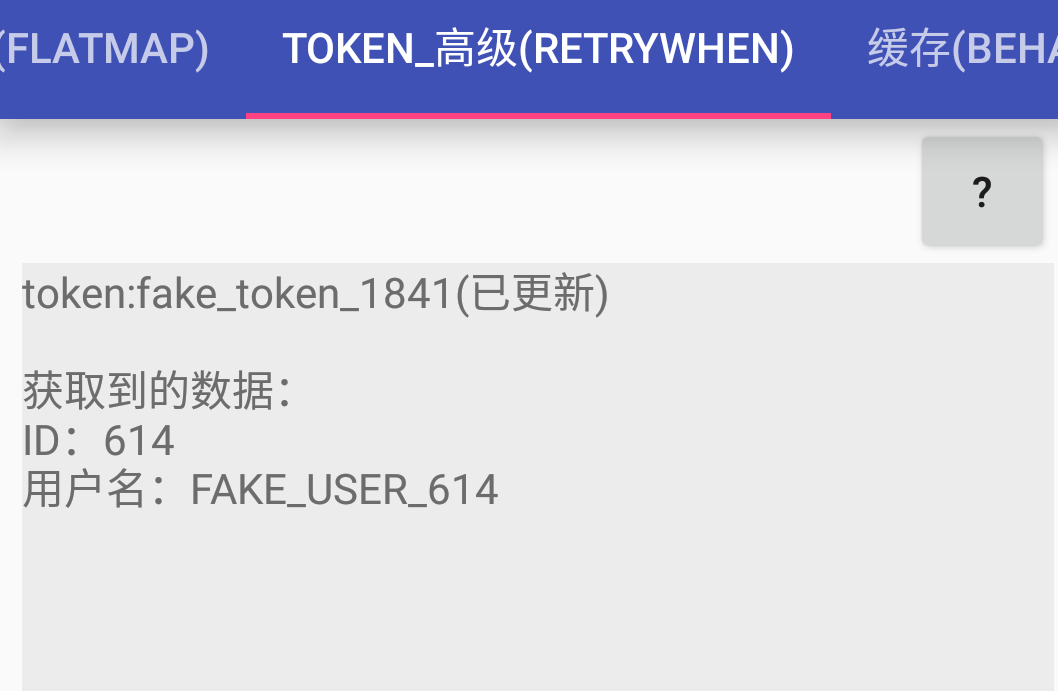 (FLATMAP)
TOKEN_高级(RETRYWHEN)
缓存(BEHA
?
token:fake_token_1841(已更新)
获取到的数据：
ID：614
用户名：FAKE_USER_614